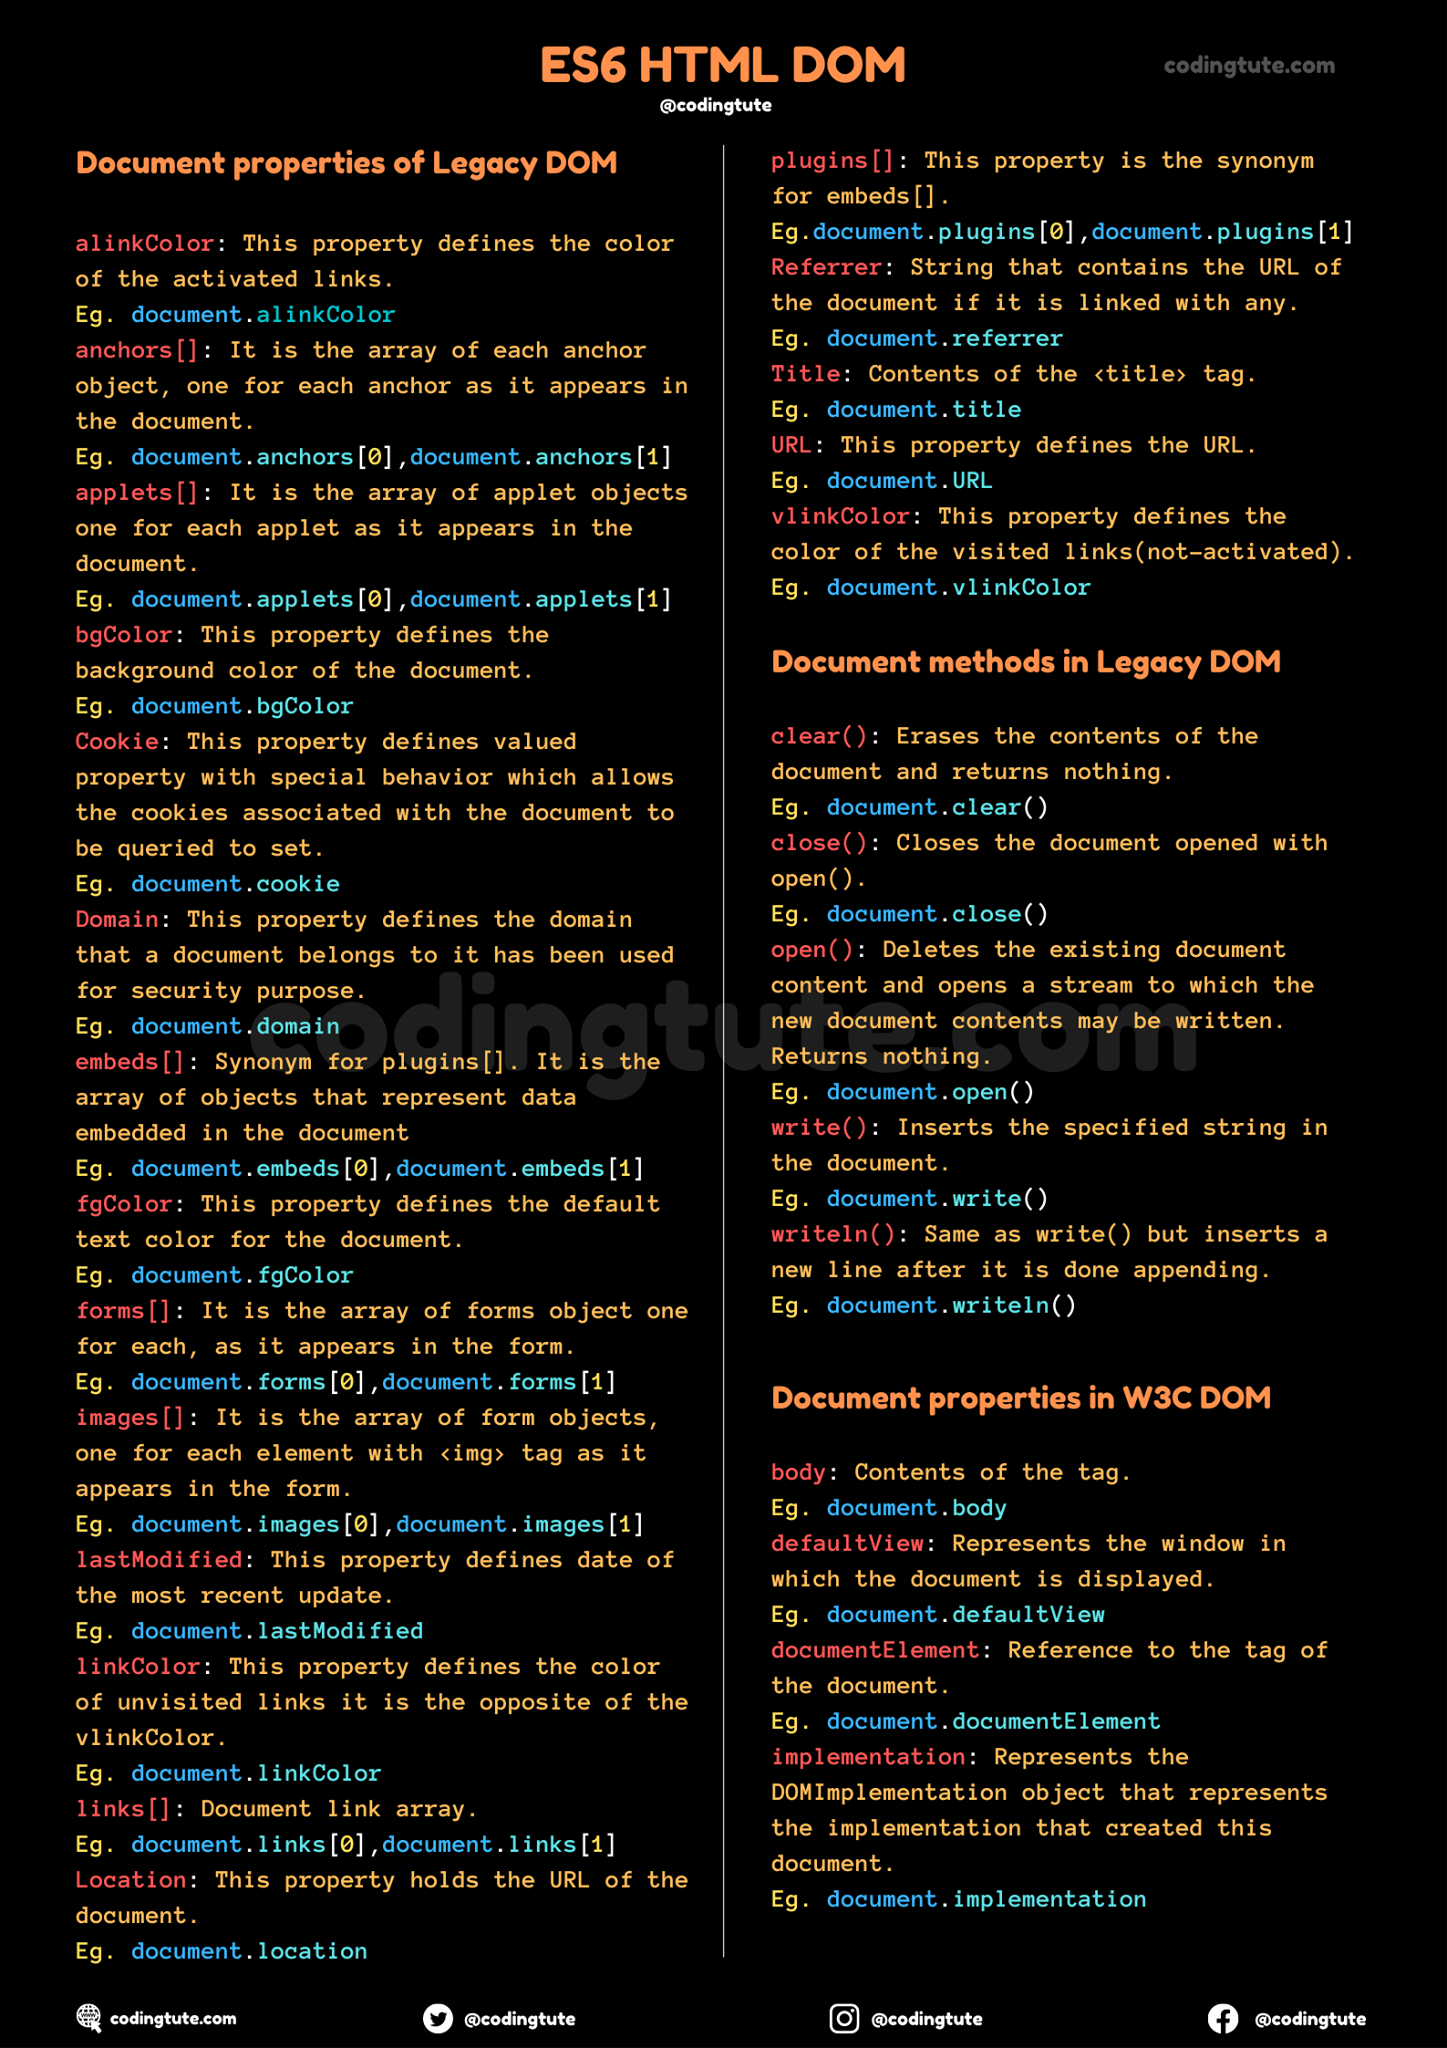 ES6 HTML DOM
codingtute.com
@codingtute
Document properties of Legacy DOM
alinkColor: This property defines the color
of the activated links.
Eg. document.alinkColor
anchors[]: It is the array of each anchor
object, one for each anchor as it appears in
the document.
Eg. document.anchors[0],document.anchors[1]
applets[]: It is the array of applet objects
one for each applet as it appears in the
document.
Eg. document.applets[0],document.applets[1]
bgColor: This property defines the
background color of the document.
Eg. document.bgColor
Cookie: This property defines valued
property with special behavior which allows
the cookies associated with the document to
be queried to set.
Eg. document.cookie
Domain: This property defines the domain
that a document belongs to it has been used
for security purpose.
Eg. document.domain
embeds[]: Synonym for plugins[]. It is the
array of objects that represent data
embedded in the document
Eg. document.embeds[0],document.embeds[1]
fgColor: This property defines the default
text color for the document.
Eg. document.fgColor
forms[]: It is the array of forms object one
for each, as it appears in the form.
Eg. document.forms[0],document.forms[1]
images[]: It is the array of form objects,
one for each element with <img> tag as it
appears in the form.
Eg. document.images[0],document.images[1]
lastModified: This property defines date of
the most recent update.
Eg. document.lastModified
linkColor: This property defines the color
of unvisited links it is the opposite of the
vlinkColor.
Eg. document.linkColor
links[]: Document link array.
Eg. document.links[0],document.links[1]
Location: This property holds the URL of the
document.
Eg. document.location
plugins[]: This property is the synonym
for embeds[].
Eg.document.plugins[0],document.plugins[1]
Referrer: String that contains the URL of
the document if it is linked with any.
Eg. document.referrer
Title: Contents of the <title> tag.
Eg. document.title
URL: This property defines the URL.
Eg. document.URL
vlinkColor: This property defines the
color of the visited links(not-activated).
Eg. document.vlinkColor
Document methods in Legacy DOM
clear(): Erases the contents of the
document and returns nothing.
Eg. document.clear()
close(): Closes the document opened with
open().
Eg. document.close()
open(): Deletes the existing document
content and opens a stream to which the
new document contents may be written.
Returns nothing.
Eg. document.open()
write(): Inserts the specified string in
the document.
Eg. document.write()
writeln(): Same as write() but inserts a
new line after it is done appending.
Eg. document.writeln()
Document properties in W3C DOM
body: Contents of the tag.
Eg. document.body
defaultView: Represents the window in
which the document is displayed.
Eg. document.defaultView
documentElement: Reference to the tag of
the document.
Eg. document.documentElement
implementation: Represents the
DOMImplementation object that represents
the implementation that created this
document.
Eg. document.implementation
codingtute.com
codingtute.com
@codingtute
@codingtute
@codingtute